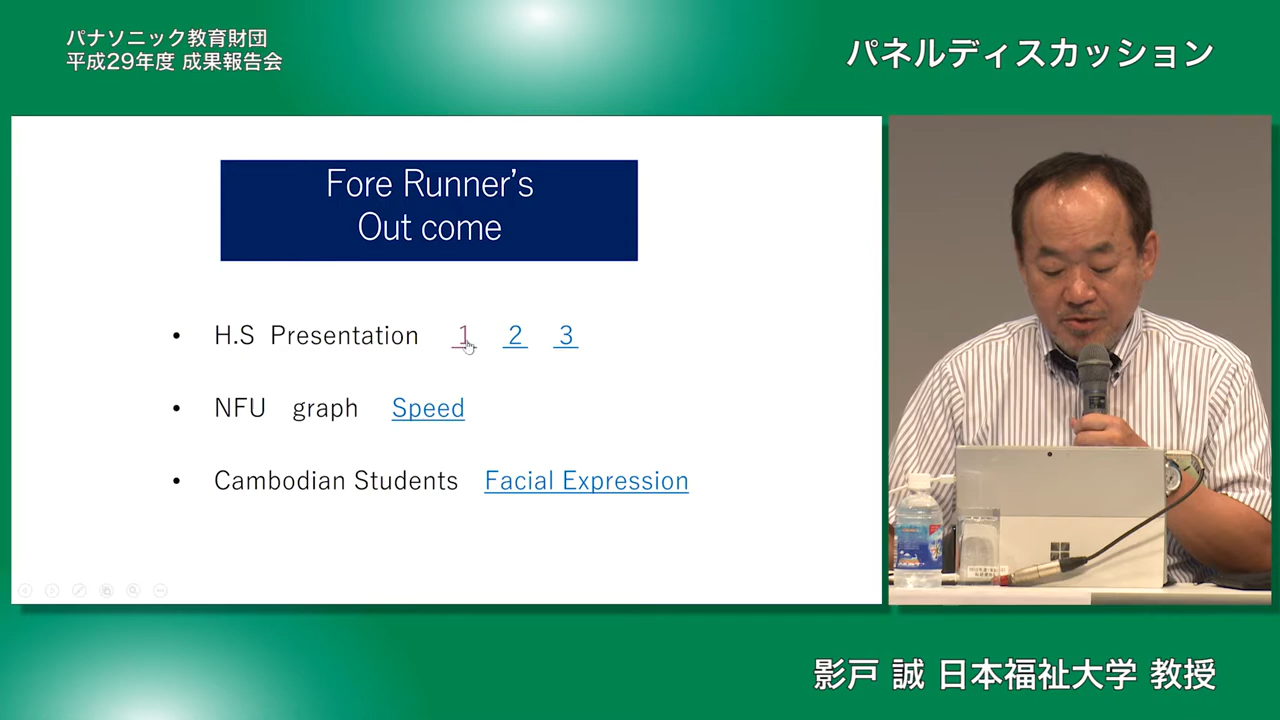 パナソニック教育財団
平成29年度 成果報告会
パネルディスカッション
Fore Runner’s
Out come
• H.S Presentation 1 2 3
• NFU graph Speed
• Cambodian Students Facial Expression
影戸 誠 日本福祉大学 教授